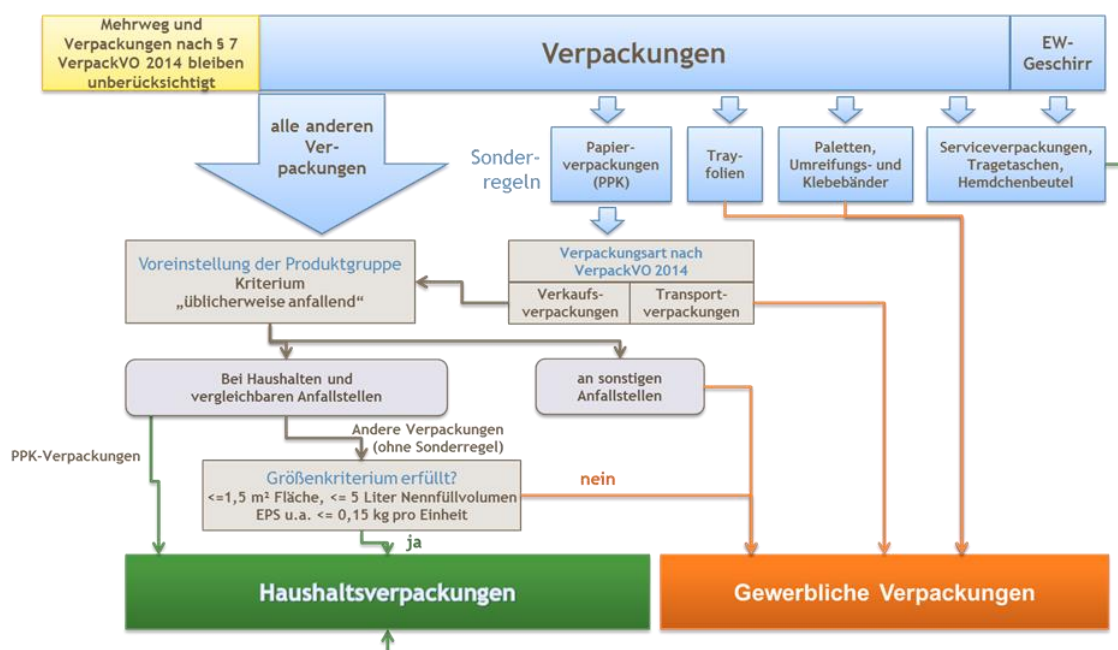 Mehrweg und
Verpackungen nach § 7
VerpackVO 2014 bleiben
unberücksichtigt
Verpackungen
EW-
Geschirr
alle anderen
Ver-
packungen
Sonder-
regeln
Papier-
verpackungen
(PPK)
Tray-
folien
Paletten,
Umreifungs- und
Klebebänder
Serviceverpackungen,
Tragetaschen,
Hemdchenbeutel
Voreinstellung der Produktgruppe
Kriterium
„üblicherweise anfallend“
Verpackungsart nach
VerpackVO 2014
Verkaufs-
verpackungen
Transport-
verpackungen
Bei Haushalten und
vergleichbaren Anfallstellen
an sonstigen
Anfallstellen
PPK-Verpackungen
Andere Verpackungen
(ohne Sonderregel)
Größenkriterium erfüllt?
<=1,5 m² Fläche, <= 5 Liter Nennfüllvolumen
EPS u.a. <= 0,15 kg pro Einheit
nein
ja
Haushaltsverpackungen
Gewerbliche Verpackungen